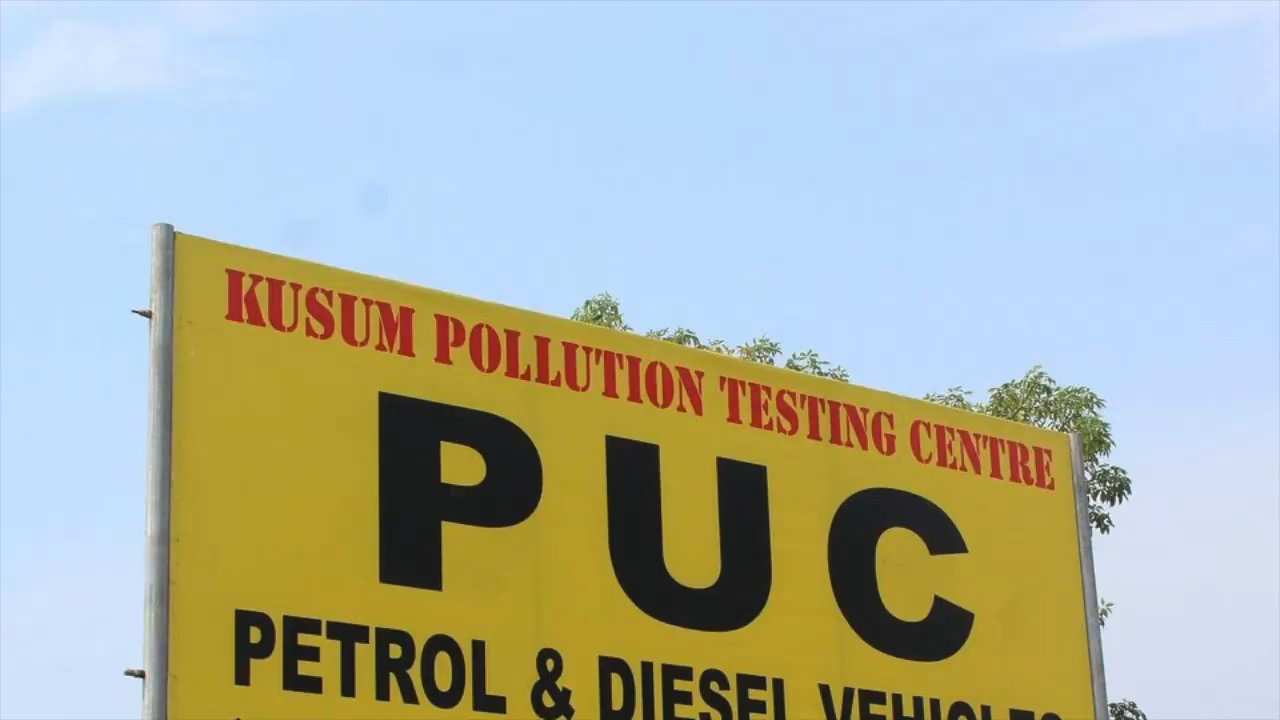 KUSUM POLLUTION TESTING CENTRE
PUC
PETROL & DIESEL VEHICLES